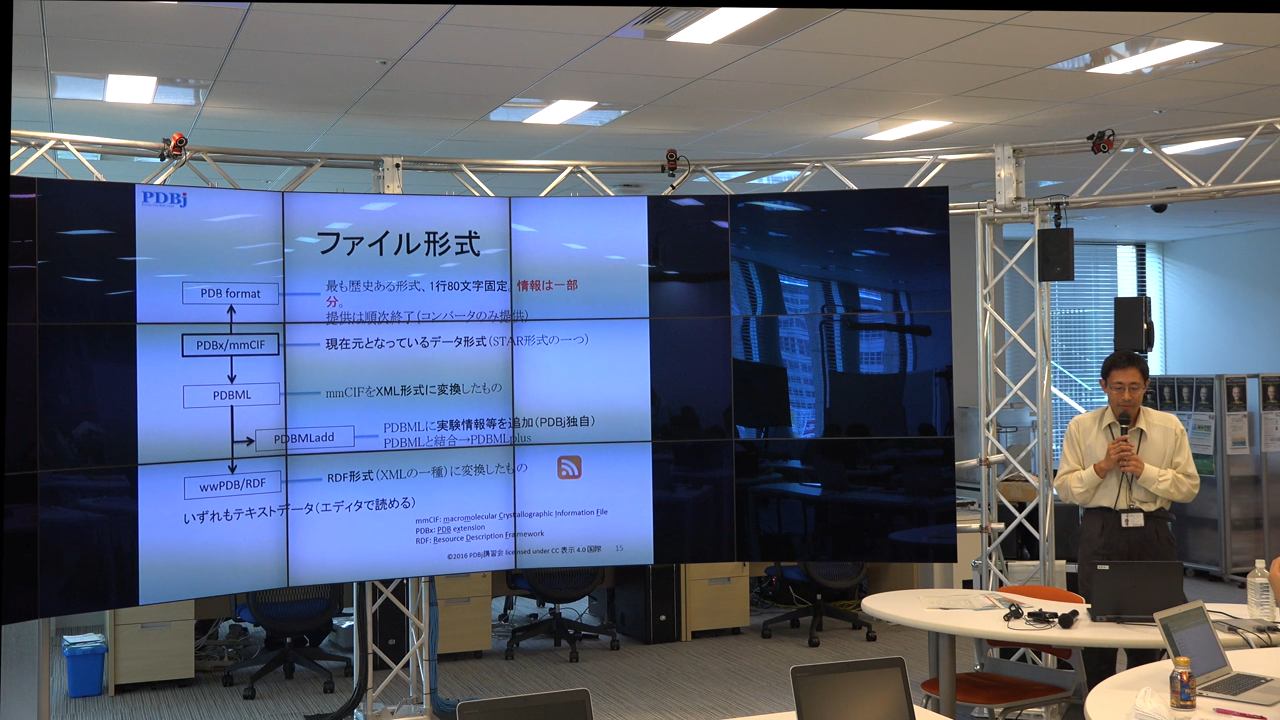 PDBj
ファイル形式
PDB format
最も歴史ある形式、1行80文字固定。情報は一部
分。
提供は順次終了(コンバータのみ提供)
PDBx/mmCIF
現在元となっているデータ形式(STAR形式の一つ)
PDBML
mmCIFをXML形式に変換したもの
PDBMLadd
PDBMLに実験情報等を追加(PDBj独自)
PDBMLと結合→PDBMLplus
wwPDB/RDF
RDF形式(XMLの一種)に変換したもの
いずれもテキストデータ(エディタで読める)
mmCIF: macromolecular Crystallographic Information File
PDBx: PDB extension
RDF: Resource Description Framework
©2016 PDBj講習会 licensed under CC 表示 4.0 国際
15